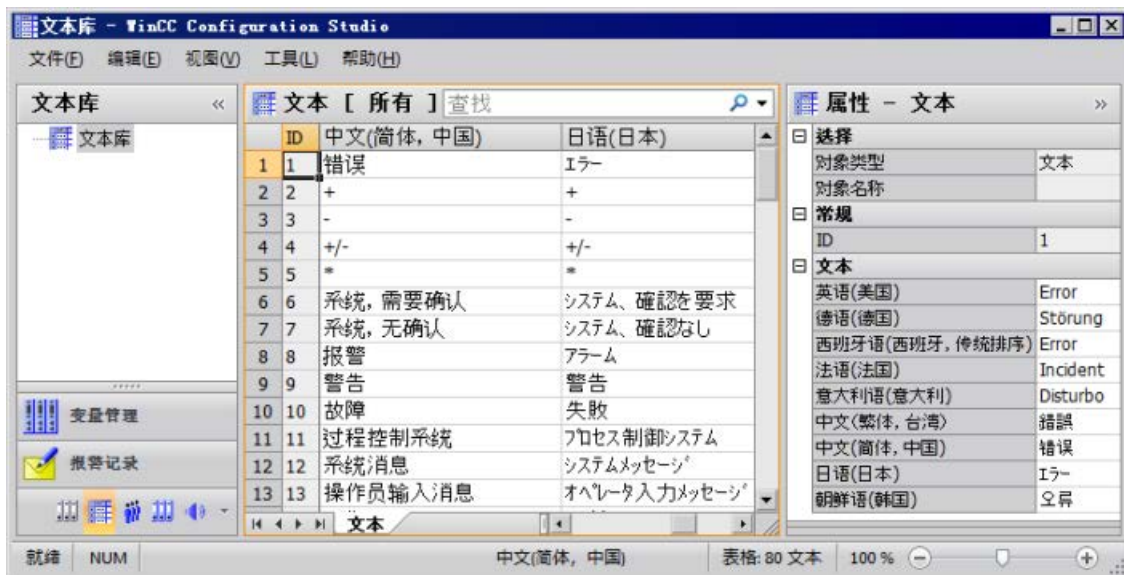 文本库 - WinCC Configuration Studio
文件(F) 编辑(E) 视图(V) 工具(L) 帮助(H)
文本库 «
文本库
变量管理
报警记录
文本 [ 所有 ] 查找
ID 中文(简体, 中国) 日语(日本)
1 1 错误 ｴﾗｰ
2 2 + +
3 3 - -
4 4 +/- +/-
5 5 * *
6 6 系统, 需要确认 ｼｽﾃﾑ、確認を要求
7 7 系统, 无确认 ｼｽﾃﾑ、確認なし
8 8 报警 ｱﾗｰﾑ
9 9 警告 警告
10 10 故障 失敗
11 11 过程控制系统 ﾌﾟﾛｾｽ制御ｼｽﾃﾑ
12 12 系统消息 ｼｽﾃﾑﾒｯｾｰｼﾞ
13 13 操作员输入消息 ｵﾍﾟﾚｰﾀ入力ﾒｯｾｰｼﾞ
文本
属性 - 文本 »
选择
对象类型 文本
对象名称
常规
ID 1
文本
英语(美国) Error
德语(德国) Störung
西班牙语(西班牙, 传统排序) Error
法语(法国) Incident
意大利语(意大利) Disturbo
中文(繁体, 台湾) 錯誤
中文(简体, 中国) 错误
日语(日本) ｴﾗｰ
朝鲜语(韩国) 오류
就绪 NUM 中文(简体, 中国) 表格: 80 文本 100 %